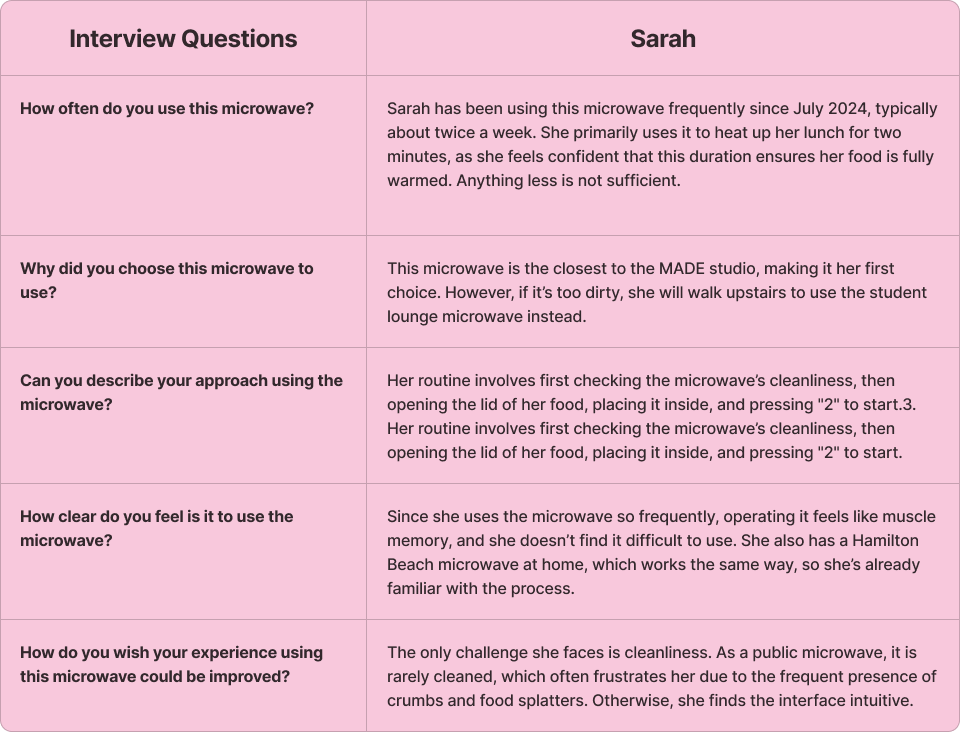 Interview Questions
Sarah
How often do you use this microwave?
Sarah has been using this microwave frequently since July 2024, typically
about twice a week. She primarily uses it to heat up her lunch for two
minutes, as she feels confident that this duration ensures her food is fully
warmed. Anything less is not sufficient.
Why did you choose this microwave to
use?
This microwave is the closest to the MADE studio, making it her first
choice. However, if it’s too dirty, she will walk upstairs to use the student
lounge microwave instead.
Can you describe your approach using the
microwave?
Her routine involves first checking the microwave’s cleanliness, then
opening the lid of her food, placing it inside, and pressing "2" to start.3.
Her routine involves first checking the microwave’s cleanliness, then
opening the lid of her food, placing it inside, and pressing "2" to start.
How clear do you feel is it to use the
microwave?
Since she uses the microwave so frequently, operating it feels like muscle
memory, and she doesn’t find it difficult to use. She also has a Hamilton
Beach microwave at home, which works the same way, so she’s already
familiar with the process.
How do you wish your experience using
this microwave could be improved?
The only challenge she faces is cleanliness. As a public microwave, it is
rarely cleaned, which often frustrates her due to the frequent presence of
crumbs and food splatters. Otherwise, she finds the interface intuitive.